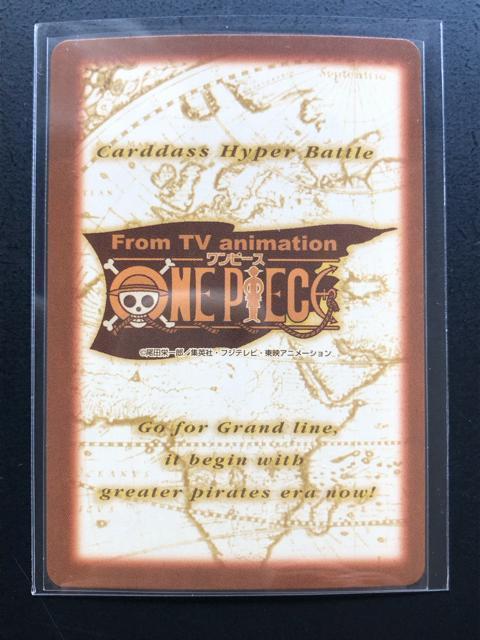 Septentrio
Carddass Hyper Battle
From TV animation
ワンピース
ONE PIECE
©尾田栄一郎/集英社・フジテレビ・東映アニメーション
Go for Grand line,
it begin with
greater pirates era now!